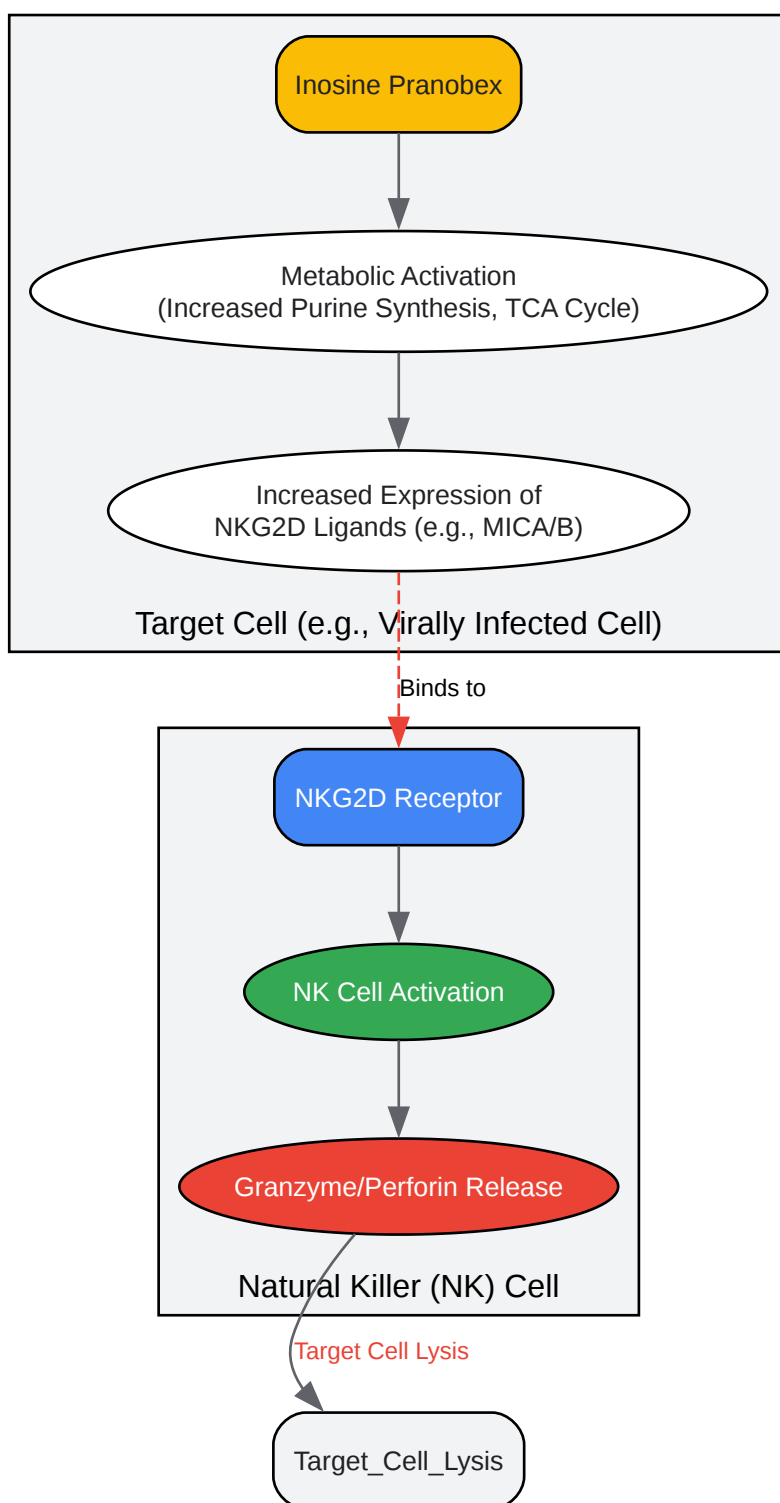 Inosine Pranobex
Metabolic Activation
(Increased Purine Synthesis, TCA Cycle)
Increased Expression of
NKG2D Ligands (e.g., MICA/B)
Target Cell (e.g., Virally Infected Cell)
Binds to
NKG2D Receptor
NK Cell Activation
Granzyme/Perforin Release
Natural Killer (NK) Cell
Target Cell Lysis
Target_Cell_Lysis